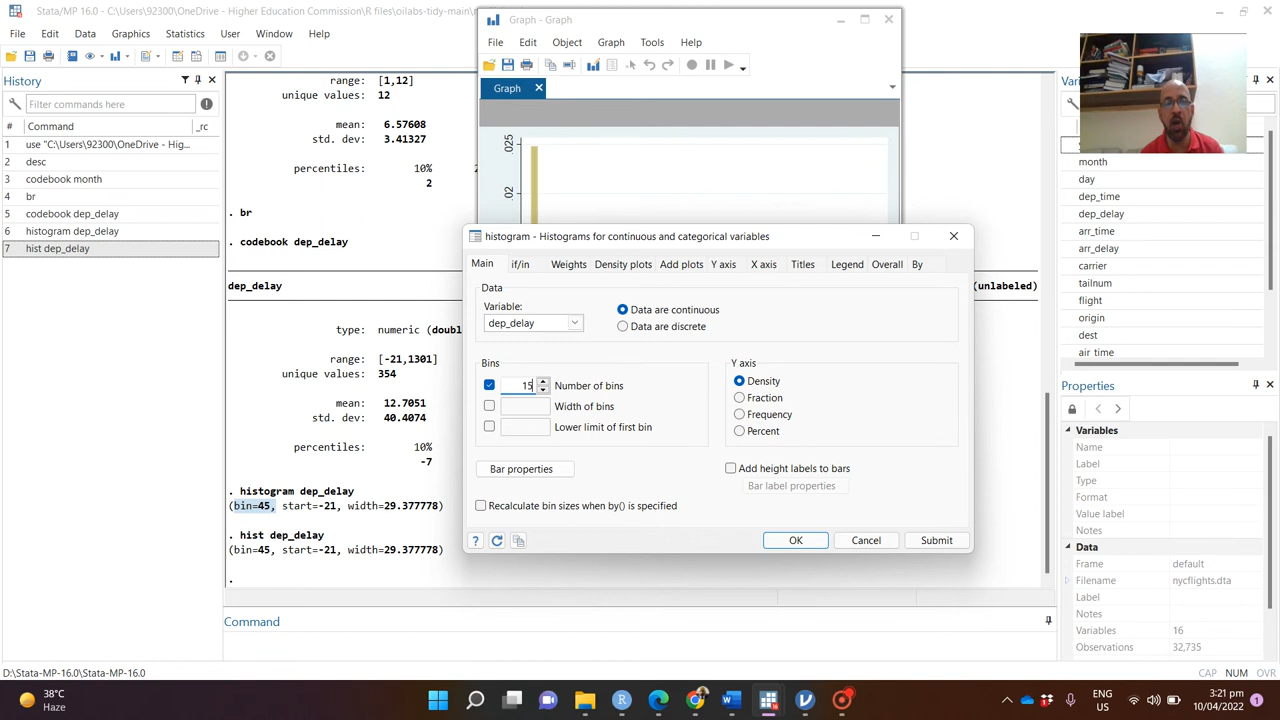 Stata/MP 16.0 - C:\Users\92300\OneDrive - Higher Education Commission\R files\oilabs-tidy-main\
File Edit Data Graphics Statistics User Window Help
History
Filter commands here
# Command _rc
1 use "C:\Users\92300\OneDrive - Hig...
2 desc
3 codebook month
4 br
5 codebook dep_delay
6 histogram dep_delay
7 hist dep_delay
range: [1,12]
unique values: 12
mean: 6.57608
std. dev: 3.41327
percentiles: 10%
2
. br
. codebook dep_delay
dep_delay (unlabeled)
type: numeric (doubl
range: [-21,1301]
unique values: 354
mean: 12.7051
std. dev: 40.4074
percentiles: 10%
-7
. histogram dep_delay
(bin=45, start=-21, width=29.377778)
. hist dep_delay
(bin=45, start=-21, width=29.377778)
.
Command
Graph - Graph
File Edit Object Graph Tools Help
Graph
.025
.02
histogram - Histograms for continuous and categorical variables
Main if/in Weights Density plots Add plots Y axis X axis Titles Legend Overall By
Data
Variable:
dep_delay
Data are continuous
Data are discrete
Bins
15 Number of bins
Width of bins
Lower limit of first bin
Y axis
Density
Fraction
Frequency
Percent
Bar properties
Add height labels to bars
Bar label properties
Recalculate bin sizes when by() is specified
OK Cancel Submit
month
day
dep_time
dep_delay
arr_time
arr_delay
carrier
tailnum
flight
origin
dest
air_time
Properties
Variables
Name
Label
Type
Format
Value label
Notes
Data
Frame default
Filename nycflights.dta
Label
Notes
Variables 16
Observations 32,735
D:\Stata-MP-16.0\Stata-MP-16.0
CAP NUM OVR
38°C
Haze
ENG
US
3:21 pm
10/04/2022
1